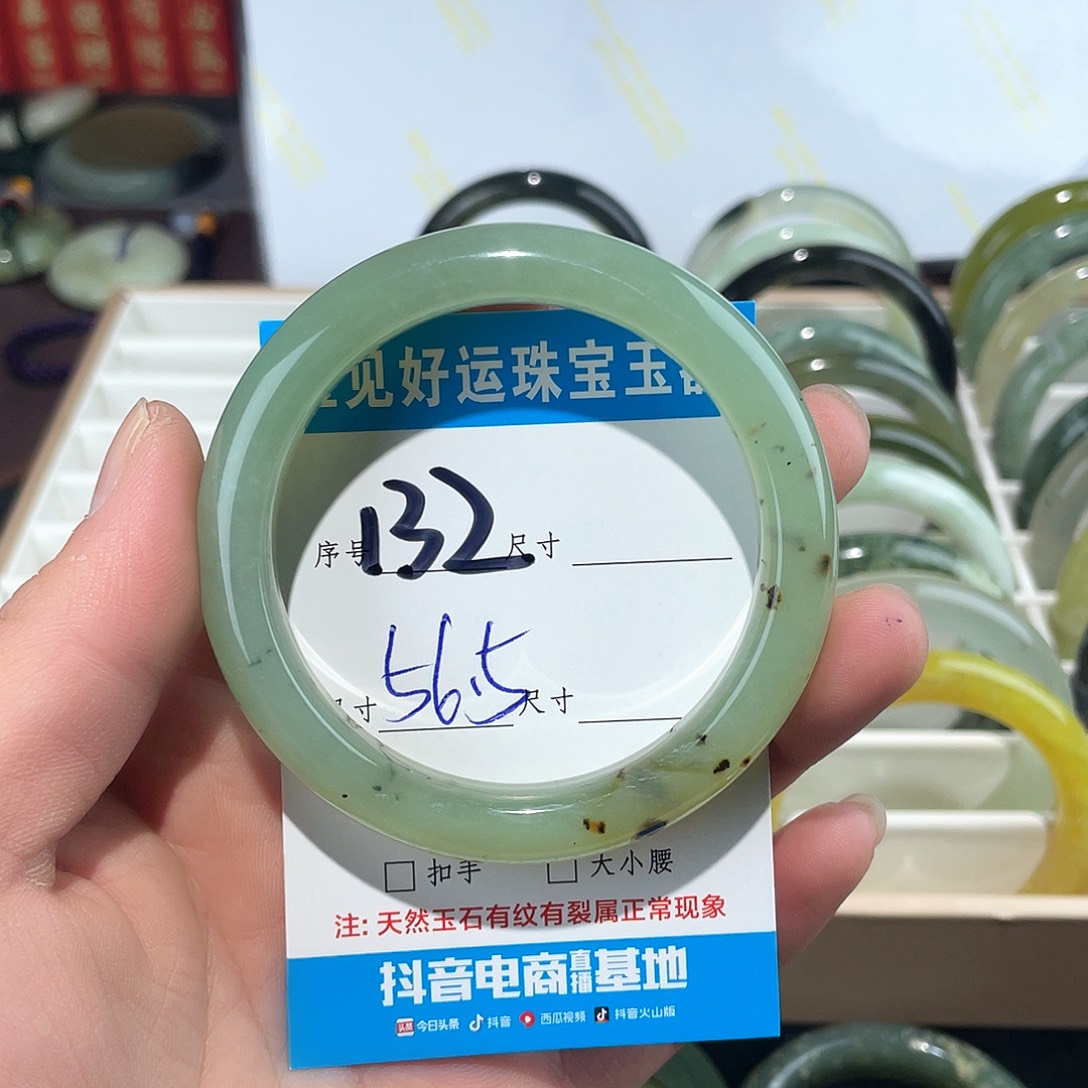 见好运珠宝玉
序号 132 尺寸
尺寸 56.5 尺寸
扣手 大小腰
注: 天然玉石有纹有裂属正常现象
抖音电商直播基地
头条 今日头条 抖音 西瓜视频 抖音火山版